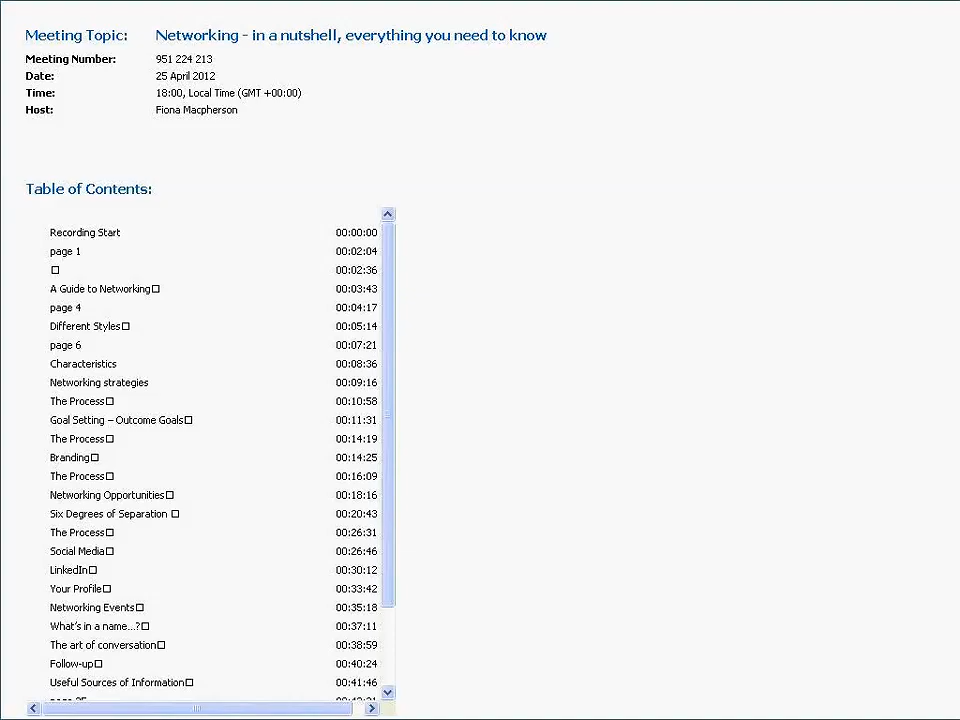 Meeting Topic: Networking - in a nutshell, everything you need to know
Meeting Number: 951 224 213
Date: 25 April 2012
Time: 18:00, Local Time (GMT +00:00)
Host: Fiona Macpherson
Table of Contents:
Recording Start 00:00:00
page 1 00:02:04
□ 00:02:36
A Guide to Networking□ 00:03:43
page 4 00:04:17
Different Styles□ 00:05:14
page 6 00:07:21
Characteristics 00:08:36
Networking strategies 00:09:16
The Process□ 00:10:58
Goal Setting – Outcome Goals□ 00:11:31
The Process□ 00:14:19
Branding□ 00:14:25
The Process□ 00:16:09
Networking Opportunities□ 00:18:16
Six Degrees of Separation □ 00:20:43
The Process□ 00:26:31
Social Media□ 00:26:46
LinkedIn□ 00:30:12
Your Profile□ 00:33:42
Networking Events□ 00:35:18
What's in a name...?□ 00:37:11
The art of conversation□ 00:38:59
Follow-up□ 00:40:24
Useful Sources of Information□ 00:41:46